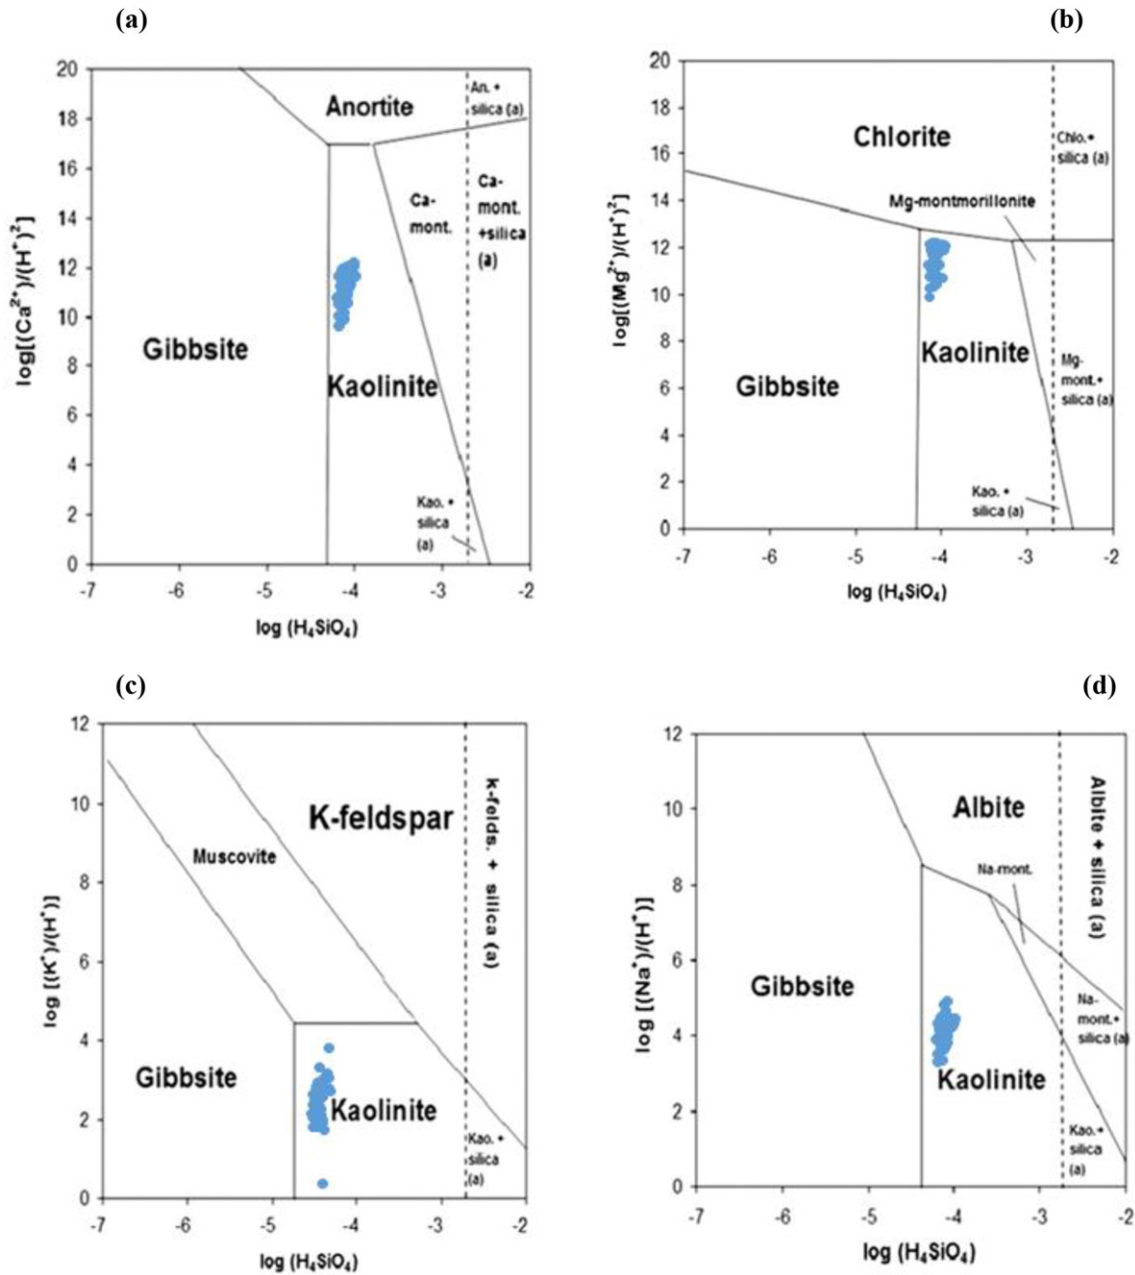 (a)
(b)
20
18
16
14
12
10
8
6
4
2
0
log[(Ca²⁺)/(H⁺)²]
Anortite
An. +
silica (a)
Ca-
mont.
Ca-
mont.
+silica
(a)
Gibbsite
Kaolinite
Kao. +
silica
(a)
-7
-6
-5
-4
-3
-2
log (H₄SiO₄)
20
18
16
14
12
10
8
6
4
2
0
log[(Mg²⁺)/(H⁺)²]
Chlorite
Chlo.+
silica (a)
Mg-montmorillonite
Gibbsite
Kaolinite
Mg-
mont.+
silica (a)
Kao. +
silica (a)
-7
-6
-5
-4
-3
-2
log (H₄SiO₄)
(c)
(d)
12
10
8
6
4
2
0
log [(K⁺)/(H⁺)]
K-feldspar
k-felds. + silica (a)
Muscovite
Gibbsite
Kaolinite
Kao. +
silica
(a)
-7
-6
-5
-4
-3
-2
log (H₄SiO₄)
12
10
8
6
4
2
0
log [(Na⁺)/(H⁺)]
Albite
Albite + silica (a)
Na-mont.
Gibbsite
Na-
mont.+
silica (a)
Kaolinite
Kao.+
silica
(a)
-7
-6
-5
-4
-3
-2
log (H₄SiO₄)